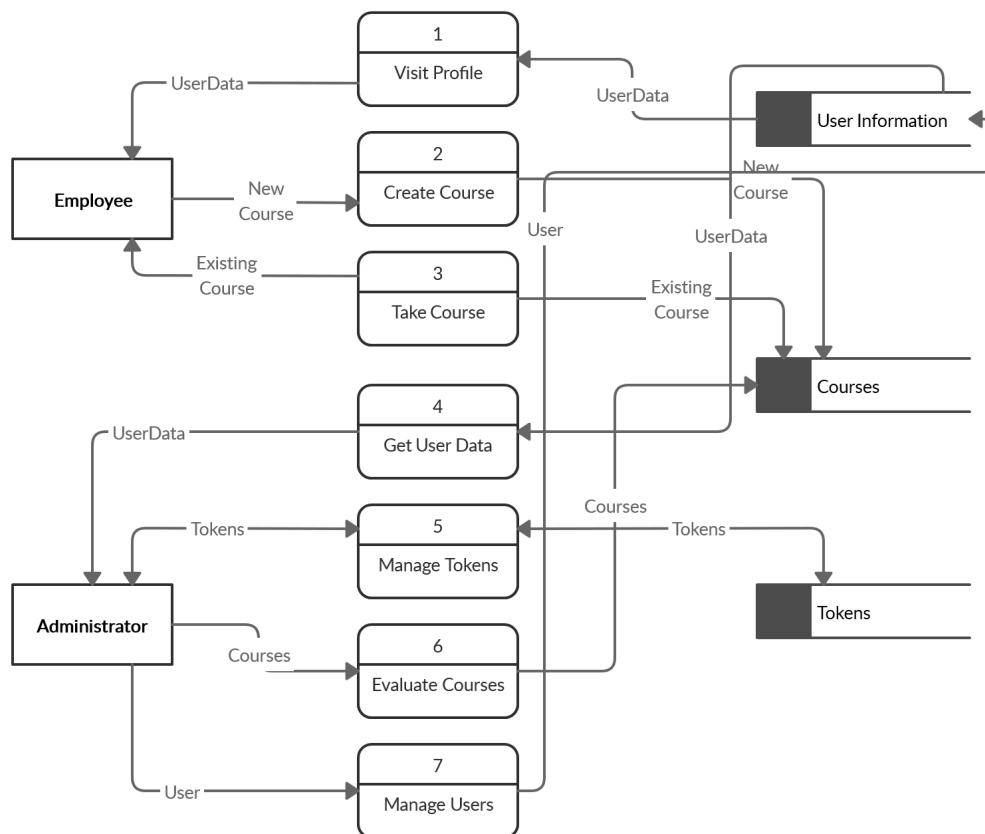 1
Visit Profile
UserData
UserData
User Information
2
Create Course
Employee
New
Course
New
Course
User
UserData
3
Take Course
Existing
Course
Existing
Course
Courses
4
Get User Data
UserData
Courses
5
Manage Tokens
Tokens
Tokens
Tokens
Administrator
6
Evaluate Courses
Courses
7
Manage Users
User